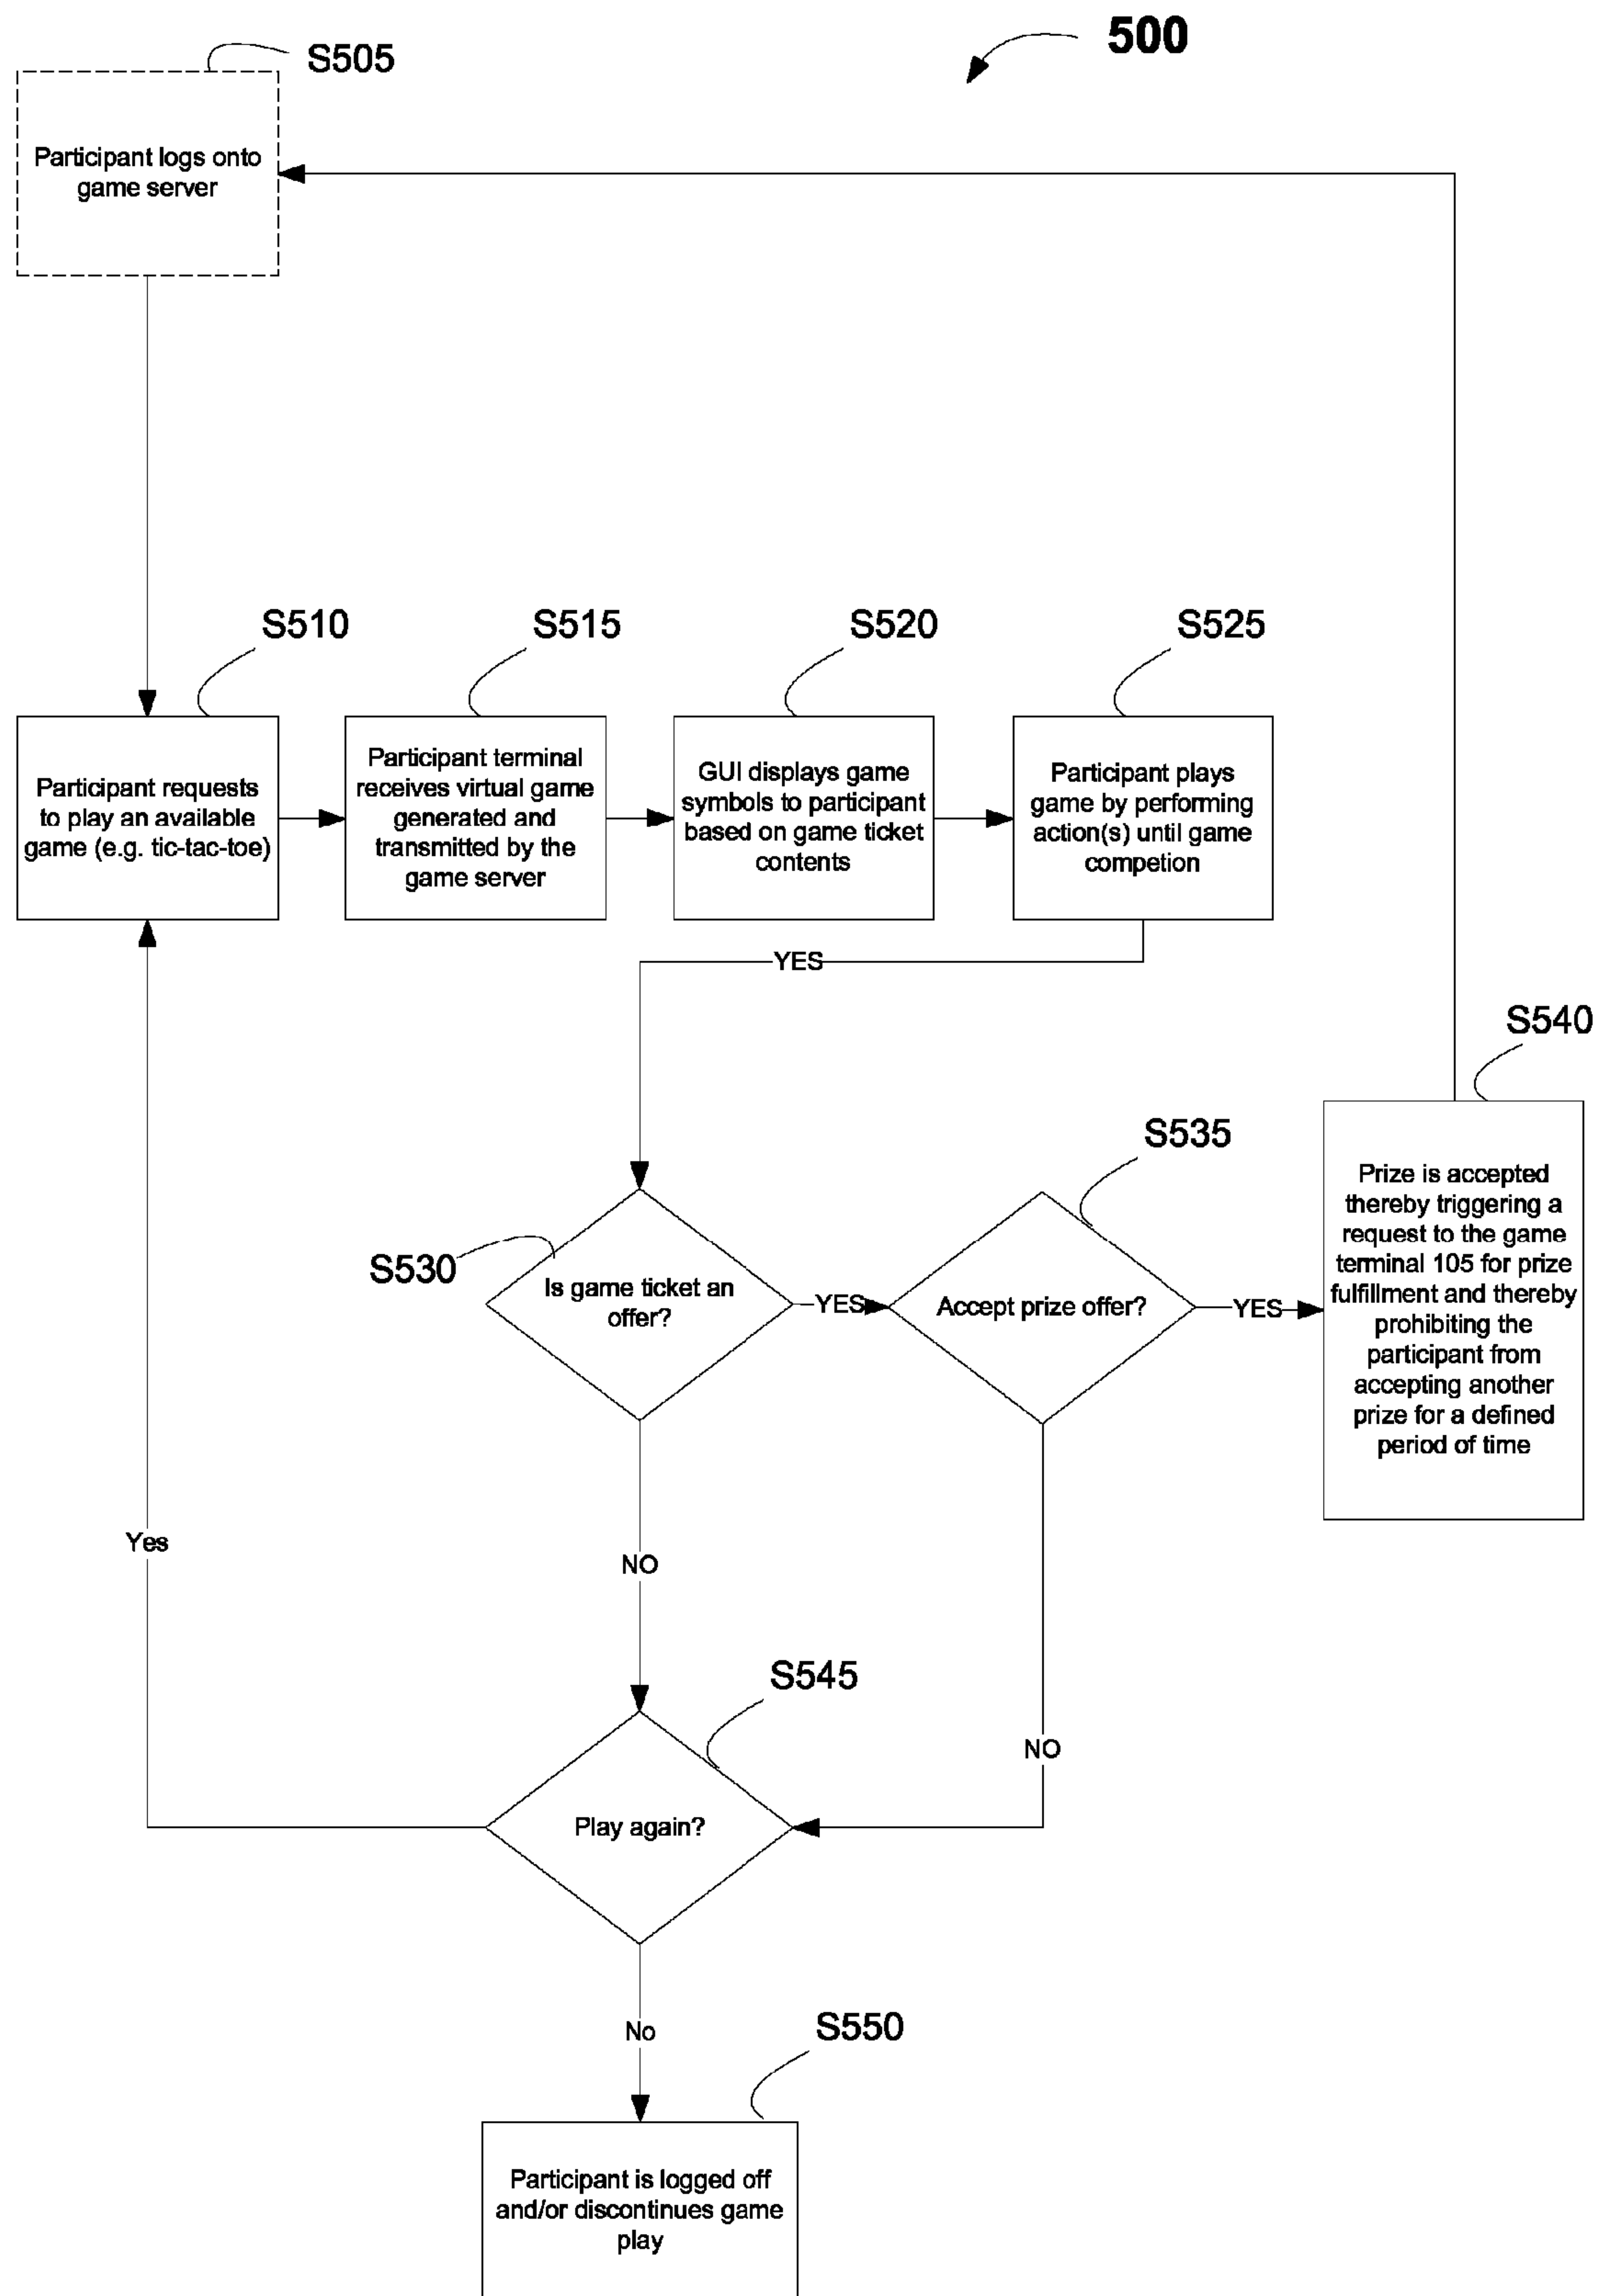 500
S505
Participant logs onto
game server
S510
S515
S520
S525
Participant requests
to play an available
game (e.g. tic-tac-toe)
Participant terminal
receives virtual game
generated and
transmitted by the
game server
GUI displays game
symbols to participant
based on game ticket
contents
Participant plays
game by performing
action(s) until game
competion
YES
S540
S535
S530
Is game ticket an
offer?
YES
Accept prize offer?
YES
Prize is accepted
thereby triggering a
request to the game
terminal 105 for prize
fulfillment and thereby
prohibiting the
participant from
accepting another
prize for a defined
period of time
Yes
NO
S545
NO
Play again?
No
S550
Participant is logged off
and/or discontinues game
play